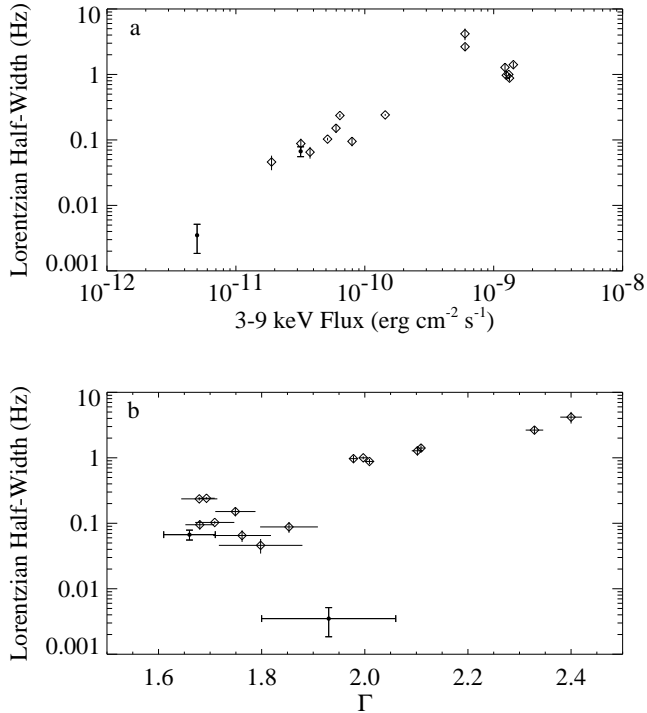 a
Lorentzian Half-Width (Hz)
10
1
0.1
0.01
0.001
10⁻¹² 10⁻¹¹ 10⁻¹⁰ 10⁻⁹ 10⁻⁸
3-9 keV Flux (erg cm⁻² s⁻¹)
b
Lorentzian Half-Width (Hz)
10
1
0.1
0.01
0.001
1.6 1.8 2.0 2.2 2.4
Γ